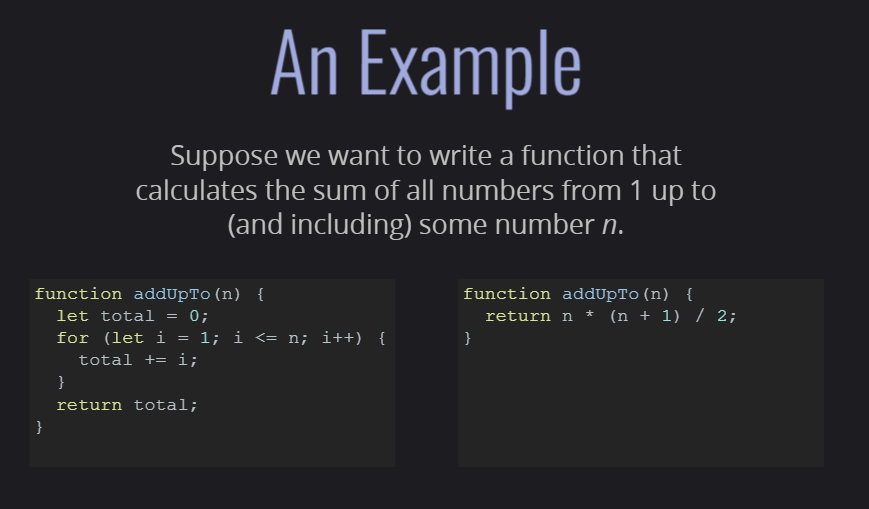 An Example
Suppose we want to write a function that
calculates the sum of all numbers from 1 up to
(and including) some number n.
function addUpTo(n) {
  let total = 0;
  for (let i = 1; i <= n; i++) {
    total += i;
  }
  return total;
}
function addUpTo(n) {
  return n * (n + 1) / 2;
}